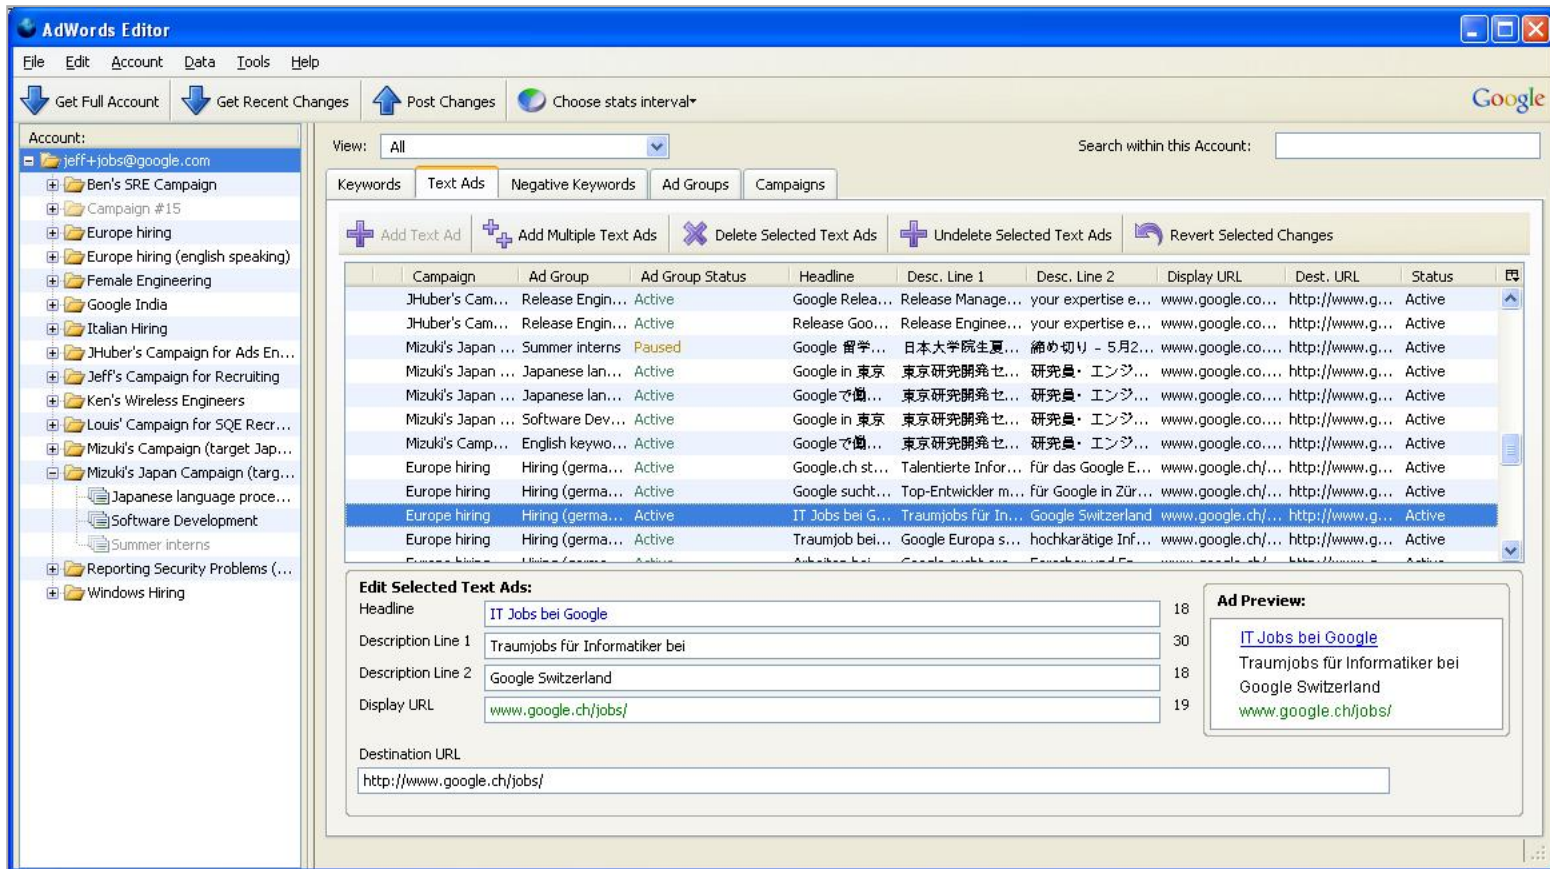 AdWords Editor
File Edit Account Data Tools Help
Get Full Account Get Recent Changes Post Changes Choose stats interval Google
Account:
jeff+jobs@google.com
Ben's SRE Campaign
Campaign #15
Europe hiring
Europe hiring (english speaking)
Female Engineering
Google India
Italian Hiring
JHuber's Campaign for Ads En...
Jeff's Campaign for Recruiting
Ken's Wireless Engineers
Louis' Campaign for SQE Recr...
Mizuki's Campaign (target Jap...
Mizuki's Japan Campaign (targ...
Japanese language proce...
Software Development
Summer interns
Reporting Security Problems (...
Windows Hiring
View: All Search within this Account:
Keywords Text Ads Negative Keywords Ad Groups Campaigns
Add Text Ad Add Multiple Text Ads Delete Selected Text Ads Undelete Selected Text Ads Revert Selected Changes
Campaign Ad Group Ad Group Status Headline Desc. Line 1 Desc. Line 2 Display URL Dest. URL Status
JHuber's Cam... Release Engin... Active Google Relea... Release Manage... your expertise e... www.google.co... http://www.g... Active
JHuber's Cam... Release Engin... Active Release Goo... Release Enginee... your expertise e... www.google.co... http://www.g... Active
Mizuki's Japan ... Summer interns Paused Google 留学... 日本大学院生夏... 締め切り - 5月2... www.google.co.... http://www.g... Active
Mizuki's Japan ... Japanese lan... Active Google in 東京 東京研究開発セ... 研究員・エンジ... www.google.co... http://www.g... Active
Mizuki's Japan ... Japanese lan... Active Googleで働... 東京研究開発セ... 研究員・エンジ... www.google.co... http://www.g... Active
Mizuki's Japan ... Software Dev... Active Google in 東京 東京研究開発セ... 研究員・エンジ... www.google.co... http://www.g... Active
Mizuki's Camp... English keywo... Active Googleで働... 東京研究開発セ... 研究員・エンジ... www.google.co... http://www.g... Active
Europe hiring Hiring (germa... Active Google.ch st... Talentierte Infor... für das Google E... www.google.ch/... http://www.g... Active
Europe hiring Hiring (germa... Active Google sucht... Top-Entwickler m... für Google in Zür... www.google.ch/... http://www.g... Active
Europe hiring Hiring (germa... Active IT Jobs bei G... Traumjobs für In... Google Switzerland www.google.ch/... http://www.g... Active
Europe hiring Hiring (germa... Active Traumjob bei... Google Europa s... hochkarätige Inf... www.google.ch/... http://www.g... Active
Edit Selected Text Ads:
Headline IT Jobs bei Google 18
Description Line 1 Traumjobs für Informatiker bei 30
Description Line 2 Google Switzerland 18
Display URL www.google.ch/jobs/ 19
Destination URL
http://www.google.ch/jobs/
Ad Preview:
IT Jobs bei Google
Traumjobs für Informatiker bei
Google Switzerland
www.google.ch/jobs/